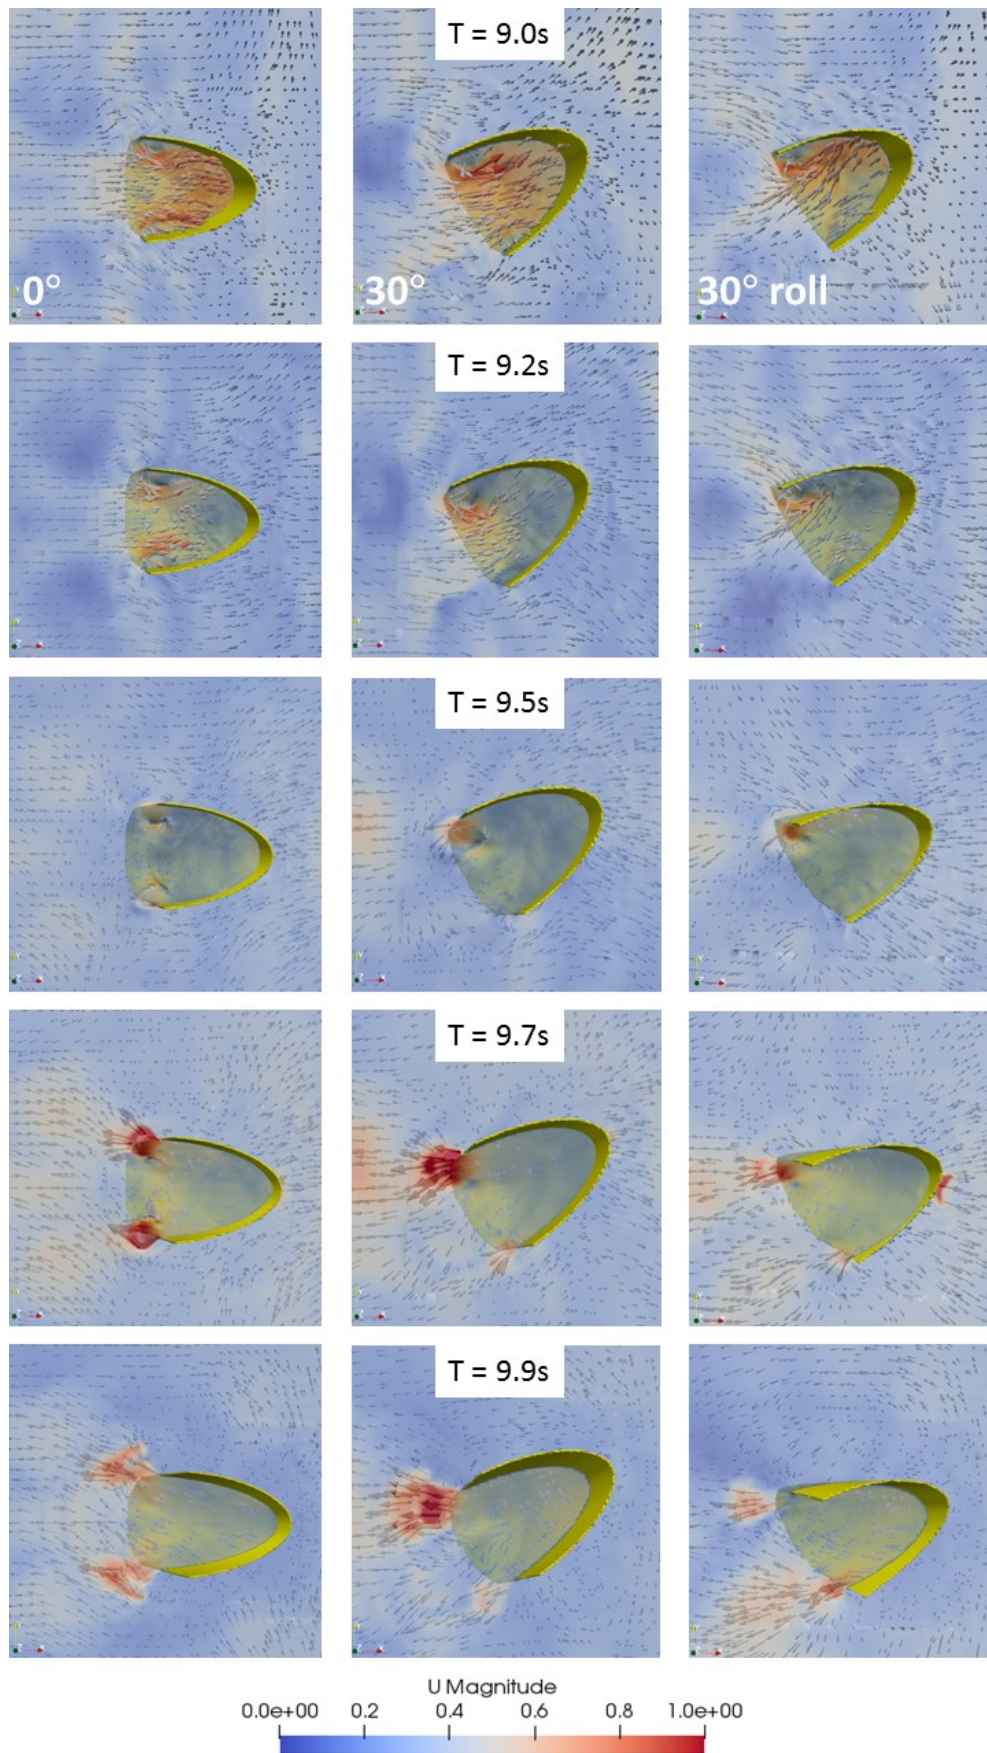 T = 9.0s
0°
30°
30° roll
T = 9.2s
T = 9.5s
T = 9.7s
T = 9.9s
U Magnitude
0.0e+00 0.2 0.4 0.6 0.8 1.0e+00